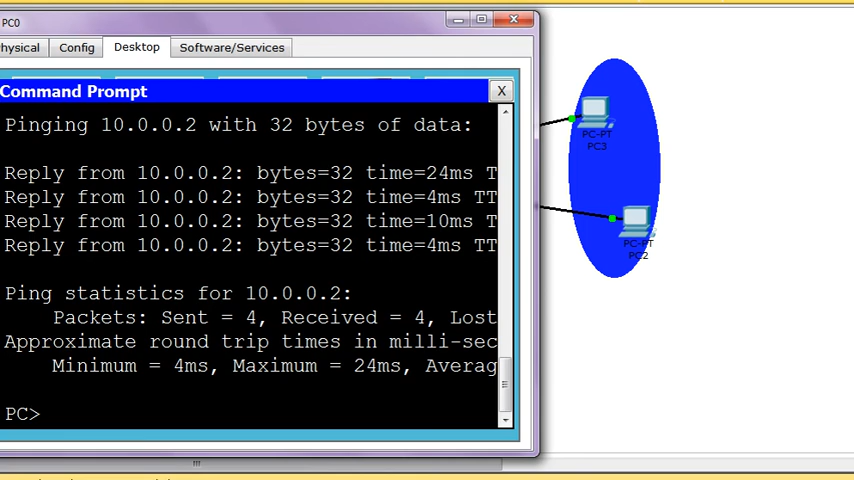 PC0
hysical Config Desktop Software/Services
Command Prompt X
Pinging 10.0.0.2 with 32 bytes of data:
Reply from 10.0.0.2: bytes=32 time=24ms T
Reply from 10.0.0.2: bytes=32 time=4ms TT
Reply from 10.0.0.2: bytes=32 time=10ms T
Reply from 10.0.0.2: bytes=32 time=4ms TT
Ping statistics for 10.0.0.2:
Packets: Sent = 4, Received = 4, Lost
Approximate round trip times in milli-sec
Minimum = 4ms, Maximum = 24ms, Averag
PC>
PC-PT
PC3
PC-PT
PC2